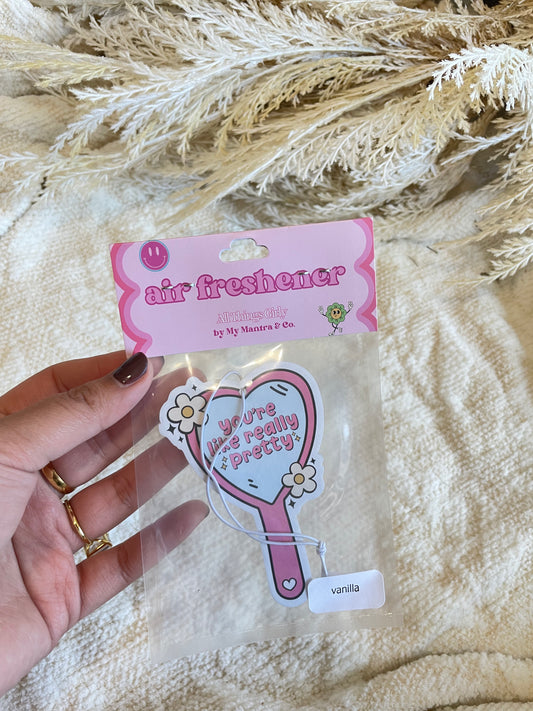 air freshener
All Things Girly
by My Mantra & Co.
you're
like really
pretty
vanilla